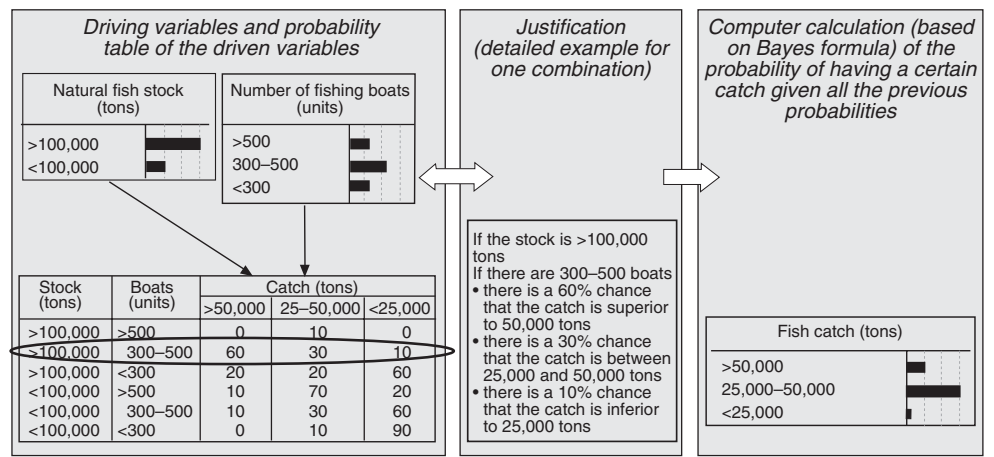 Driving variables and probability
table of the driven variables
Natural fish stock
(tons)
>100,000
<100,000
Number of fishing boats
(units)
>500
300–500
<300
Stock
(tons)
Boats
(units)
Catch (tons)
>50,000 25–50,000 <25,000
>100,000 >500 0 10 0
>100,000 300–500 60 30 10
>100,000 <300 20 20 60
<100,000 >500 10 70 20
<100,000 300–500 10 30 60
<100,000 <300 0 10 90
Justification
(detailed example for
one combination)
If the stock is >100,000
tons
If there are 300–500 boats
• there is a 60% chance
that the catch is superior
to 50,000 tons
• there is a 30% chance
that the catch is between
25,000 and 50,000 tons
• there is a 10% chance
that the catch is inferior
to 25,000 tons
Computer calculation (based
on Bayes formula) of the
probability of having a certain
catch given all the previous
probabilities
Fish catch (tons)
>50,000
25,000–50,000
<25,000